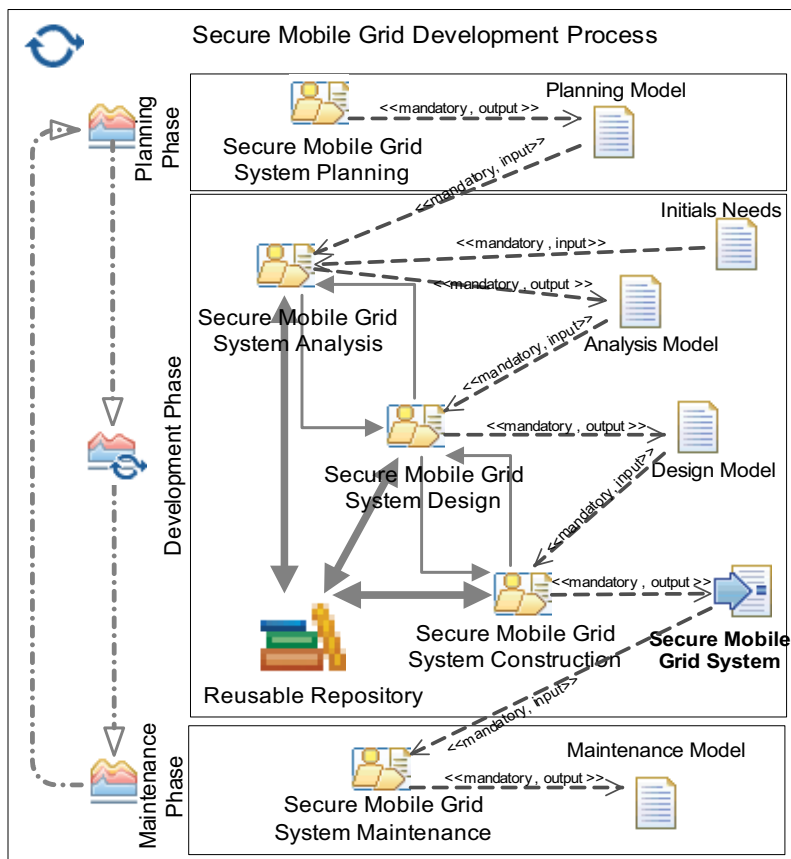 Secure Mobile Grid Development Process
Planning
Phase
Planning Model
<<mandatory , output >>
Secure Mobile Grid
System Planning
<<mandatory, input>>
Development Phase
Initials Needs
<<mandatory , input>>
<<mandatory , output >>
Secure Mobile Grid
System Analysis
Analysis Model
<<mandatory, input>>
<<mandatory , output>>
Secure Mobile Grid
System Design
Design Model
<<mandatory, input>>
<<mandatory , output >>
Secure Mobile Grid
System Construction
Secure Mobile
Grid System
Reusable Repository
<<mandatory, input>>
Maintenance
Phase
Maintenance Model
<<mandatory , output >>
Secure Mobile Grid
System Maintenance